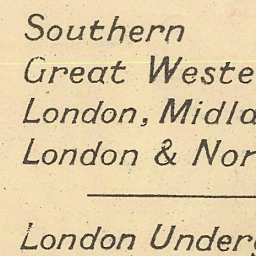 Southern
Great Weste
London, Midla
London & Nor
London Underg